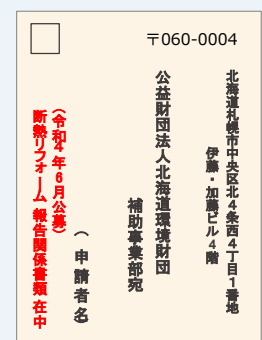 〒060-0004
北海道札幌市中央区北4条西4丁目1番地
伊藤・加藤ビル4階
公益財団法人北海道環境財団
補助事業部宛
(申請者名)
(令和4年6月公募)
断熱リフォーム 報告関係書類 在中